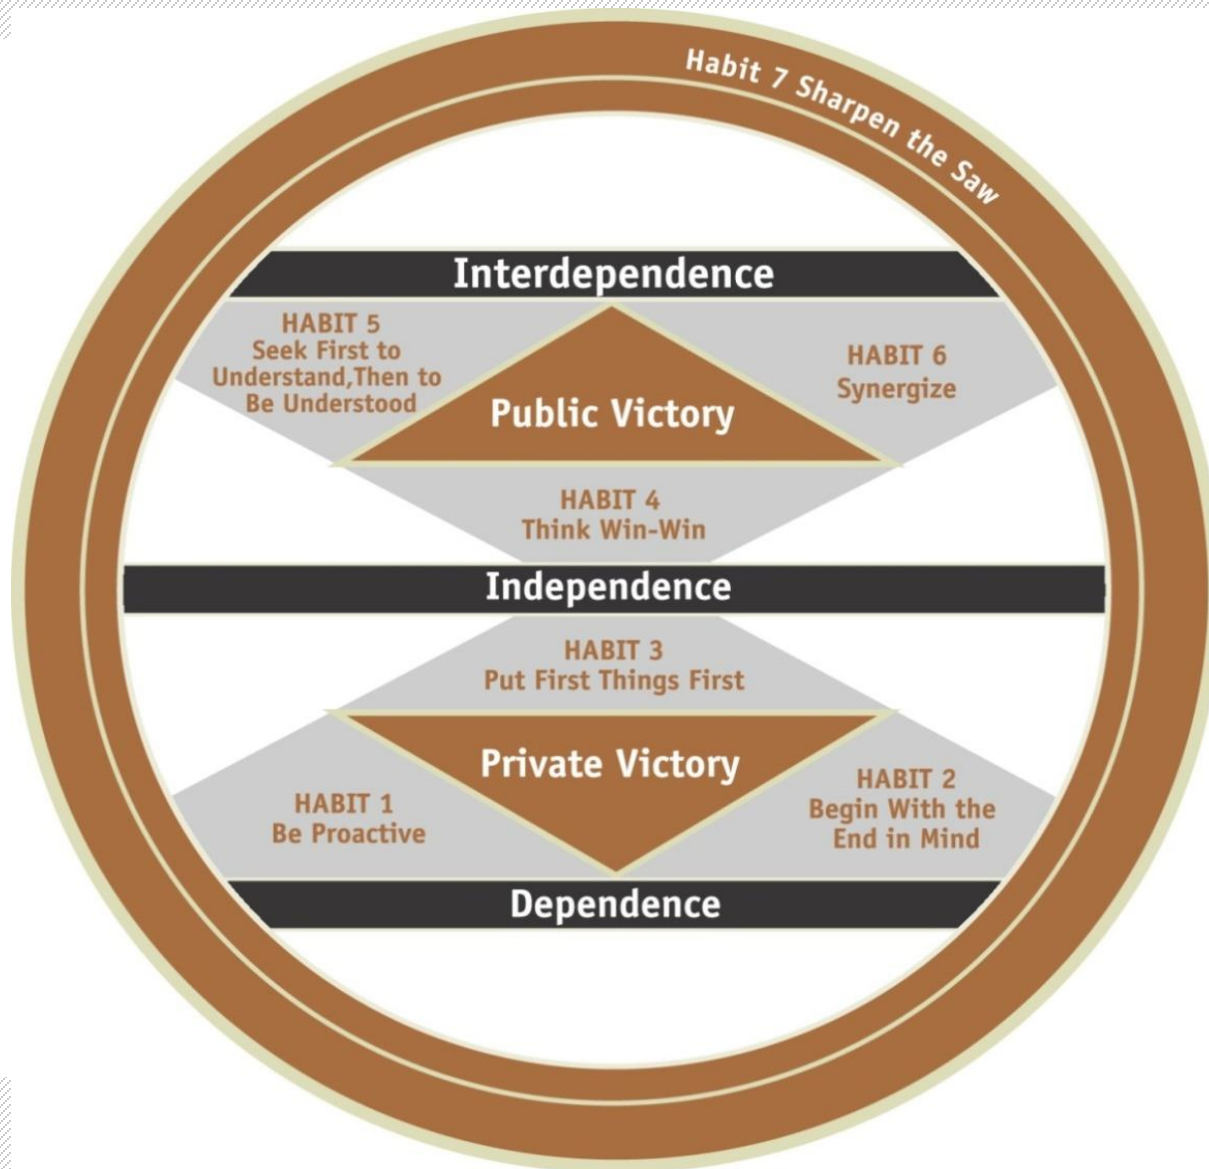 Habit 7 Sharpen the Saw
Interdependence
HABIT 5
Seek First to
Understand,Then to
Be Understood
HABIT 6
Synergize
Public Victory
HABIT 4
Think Win-Win
Independence
HABIT 3
Put First Things First
Private Victory
HABIT 1
Be Proactive
HABIT 2
Begin With the
End in Mind
Dependence